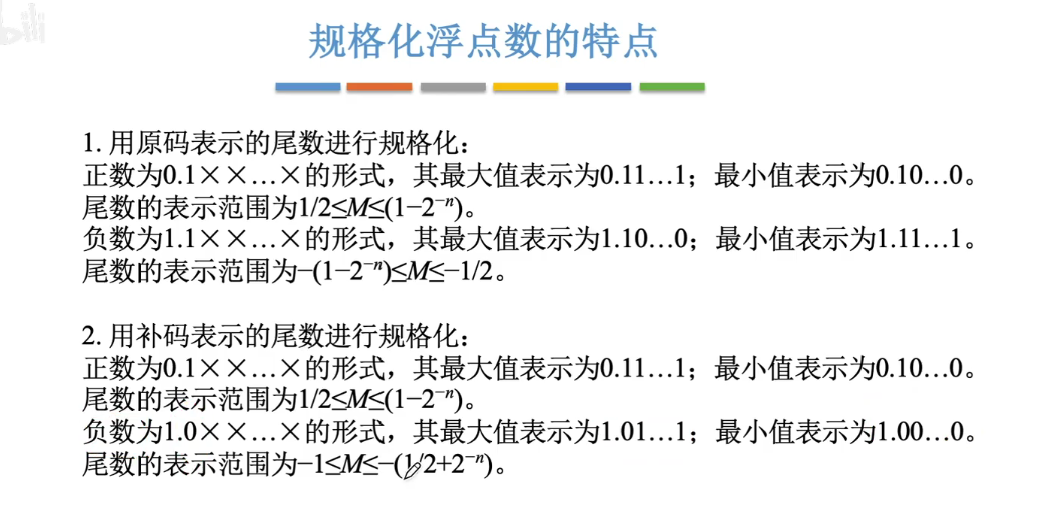 规格化浮点数的特点
1. 用原码表示的尾数进行规格化：
正数为0.1××…×的形式，其最大值表示为0.11…1；最小值表示为0.10…0。
尾数的表示范围为1/2≤M≤(1−2⁻ⁿ)。
负数为1.1××…×的形式，其最大值表示为1.10…0；最小值表示为1.11…1。
尾数的表示范围为−(1−2⁻ⁿ)≤M≤−1/2。
2. 用补码表示的尾数进行规格化：
正数为0.1××…×的形式，其最大值表示为0.11…1；最小值表示为0.10…0。
尾数的表示范围为1/2≤M≤(1−2⁻ⁿ)。
负数为1.0××…×的形式，其最大值表示为1.01…1；最小值表示为1.00…0。
尾数的表示范围为−1≤M≤−(1/2+2⁻ⁿ)。